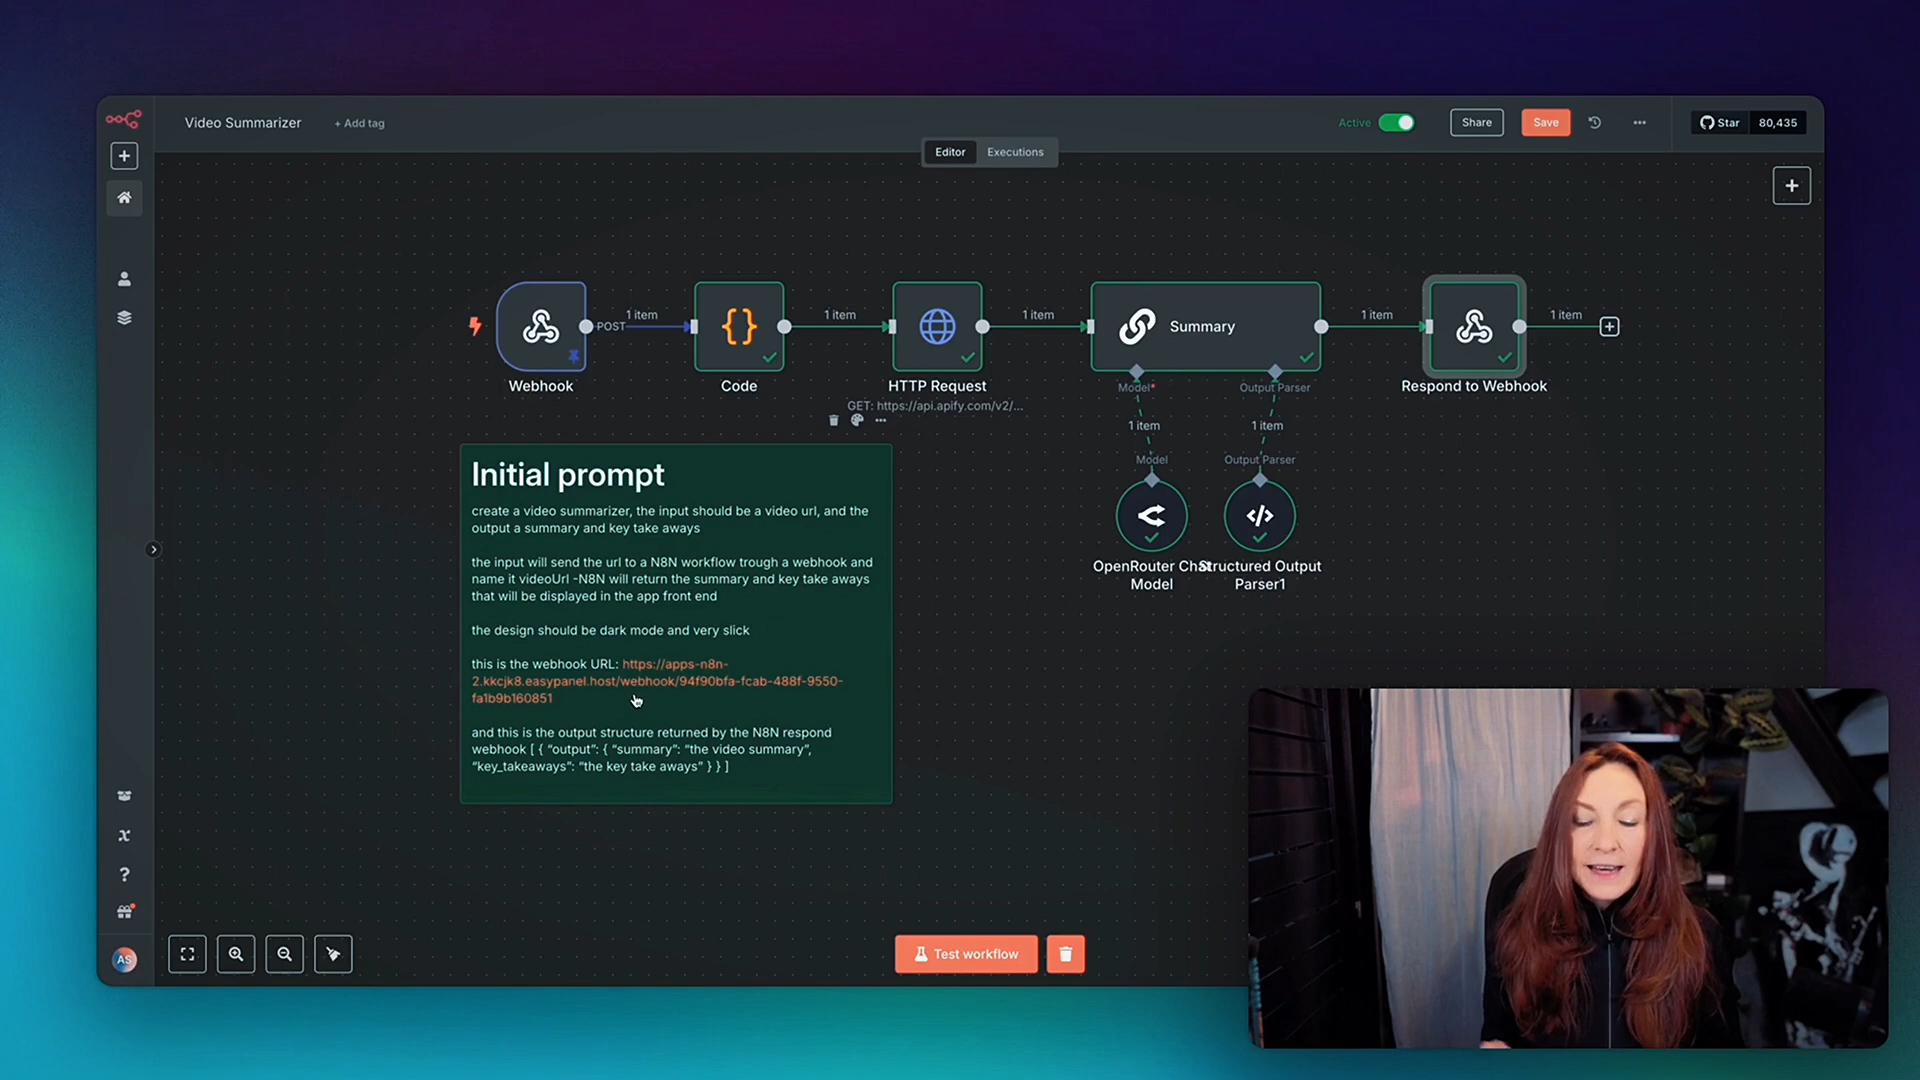 Video Summarizer
+ Add tag
Active
Share
Save
Star
80,435
Editor
Executions
POST
1 item
1 item
1 item
1 item
1 item
Summary
Webhook
Code
HTTP Request
GET: https://api.apify.com/v2/...
Model*
Output Parser
Respond to Webhook
1 item
1 item
Model
Output Parser
OpenRouter Chat
Model
Structured Output
Parser1
Initial prompt
create a video summarizer, the input should be a video url, and the
output a summary and key take aways
the input will send the url to a N8N workflow trough a webhook and
name it videoUrl -N8N will return the summary and key take aways
that will be displayed in the app front end
the design should be dark mode and very slick
this is the webhook URL: https://apps-n8n-
2.kkcjk8.easypanel.host/webhook/94f90bfa-fcab-488f-9550-
fa1b9b160851
and this is the output structure returned by the N8N respond
webhook [ { “output”: { “summary”: “the video summary”,
“key_takeaways”: “the key take aways” } } ]
AS
Test workflow